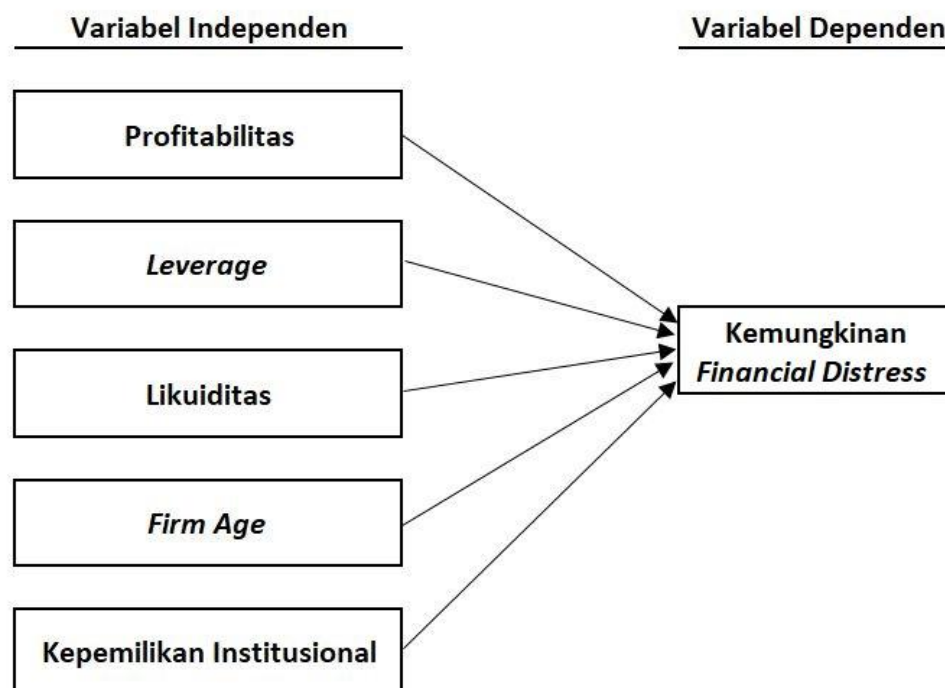 Variabel Independen
Variabel Dependen
Profitabilitas
Leverage
Likuiditas
Firm Age
Kepemilikan Institusional
Kemungkinan
Financial Distress